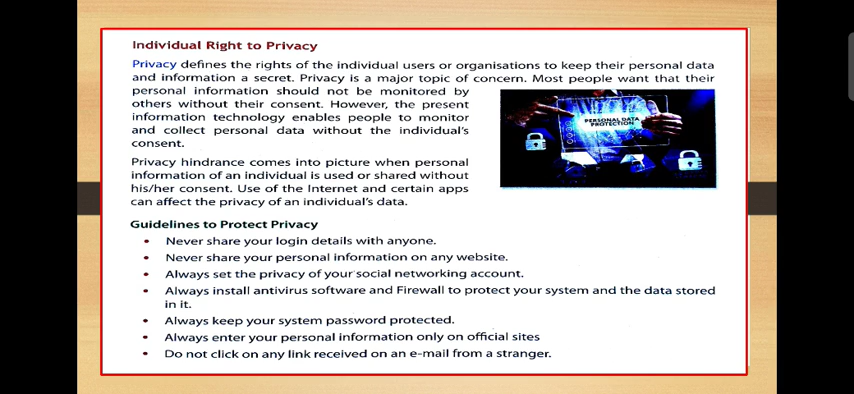 Individual Right to Privacy
Privacy defines the rights of the individual users or organisations to keep their personal data
and information a secret. Privacy is a major topic of concern. Most people want that their
personal information should not be monitored by
others without their consent. However, the present
information technology enables people to monitor
and collect personal data without the individual's
consent.
PERSONAL DATA
PROTECTION
Privacy hindrance comes into picture when personal
information of an individual is used or shared without
his/her consent. Use of the Internet and certain apps
can affect the privacy of an individual's data.
Guidelines to Protect Privacy
• Never share your login details with anyone.
• Never share your personal information on any website.
• Always set the privacy of your social networking account.
• Always install antivirus software and Firewall to protect your system and the data stored
in it.
• Always keep your system password protected.
• Always enter your personal information only on official sites
• Do not click on any link received on an e-mail from a stranger.